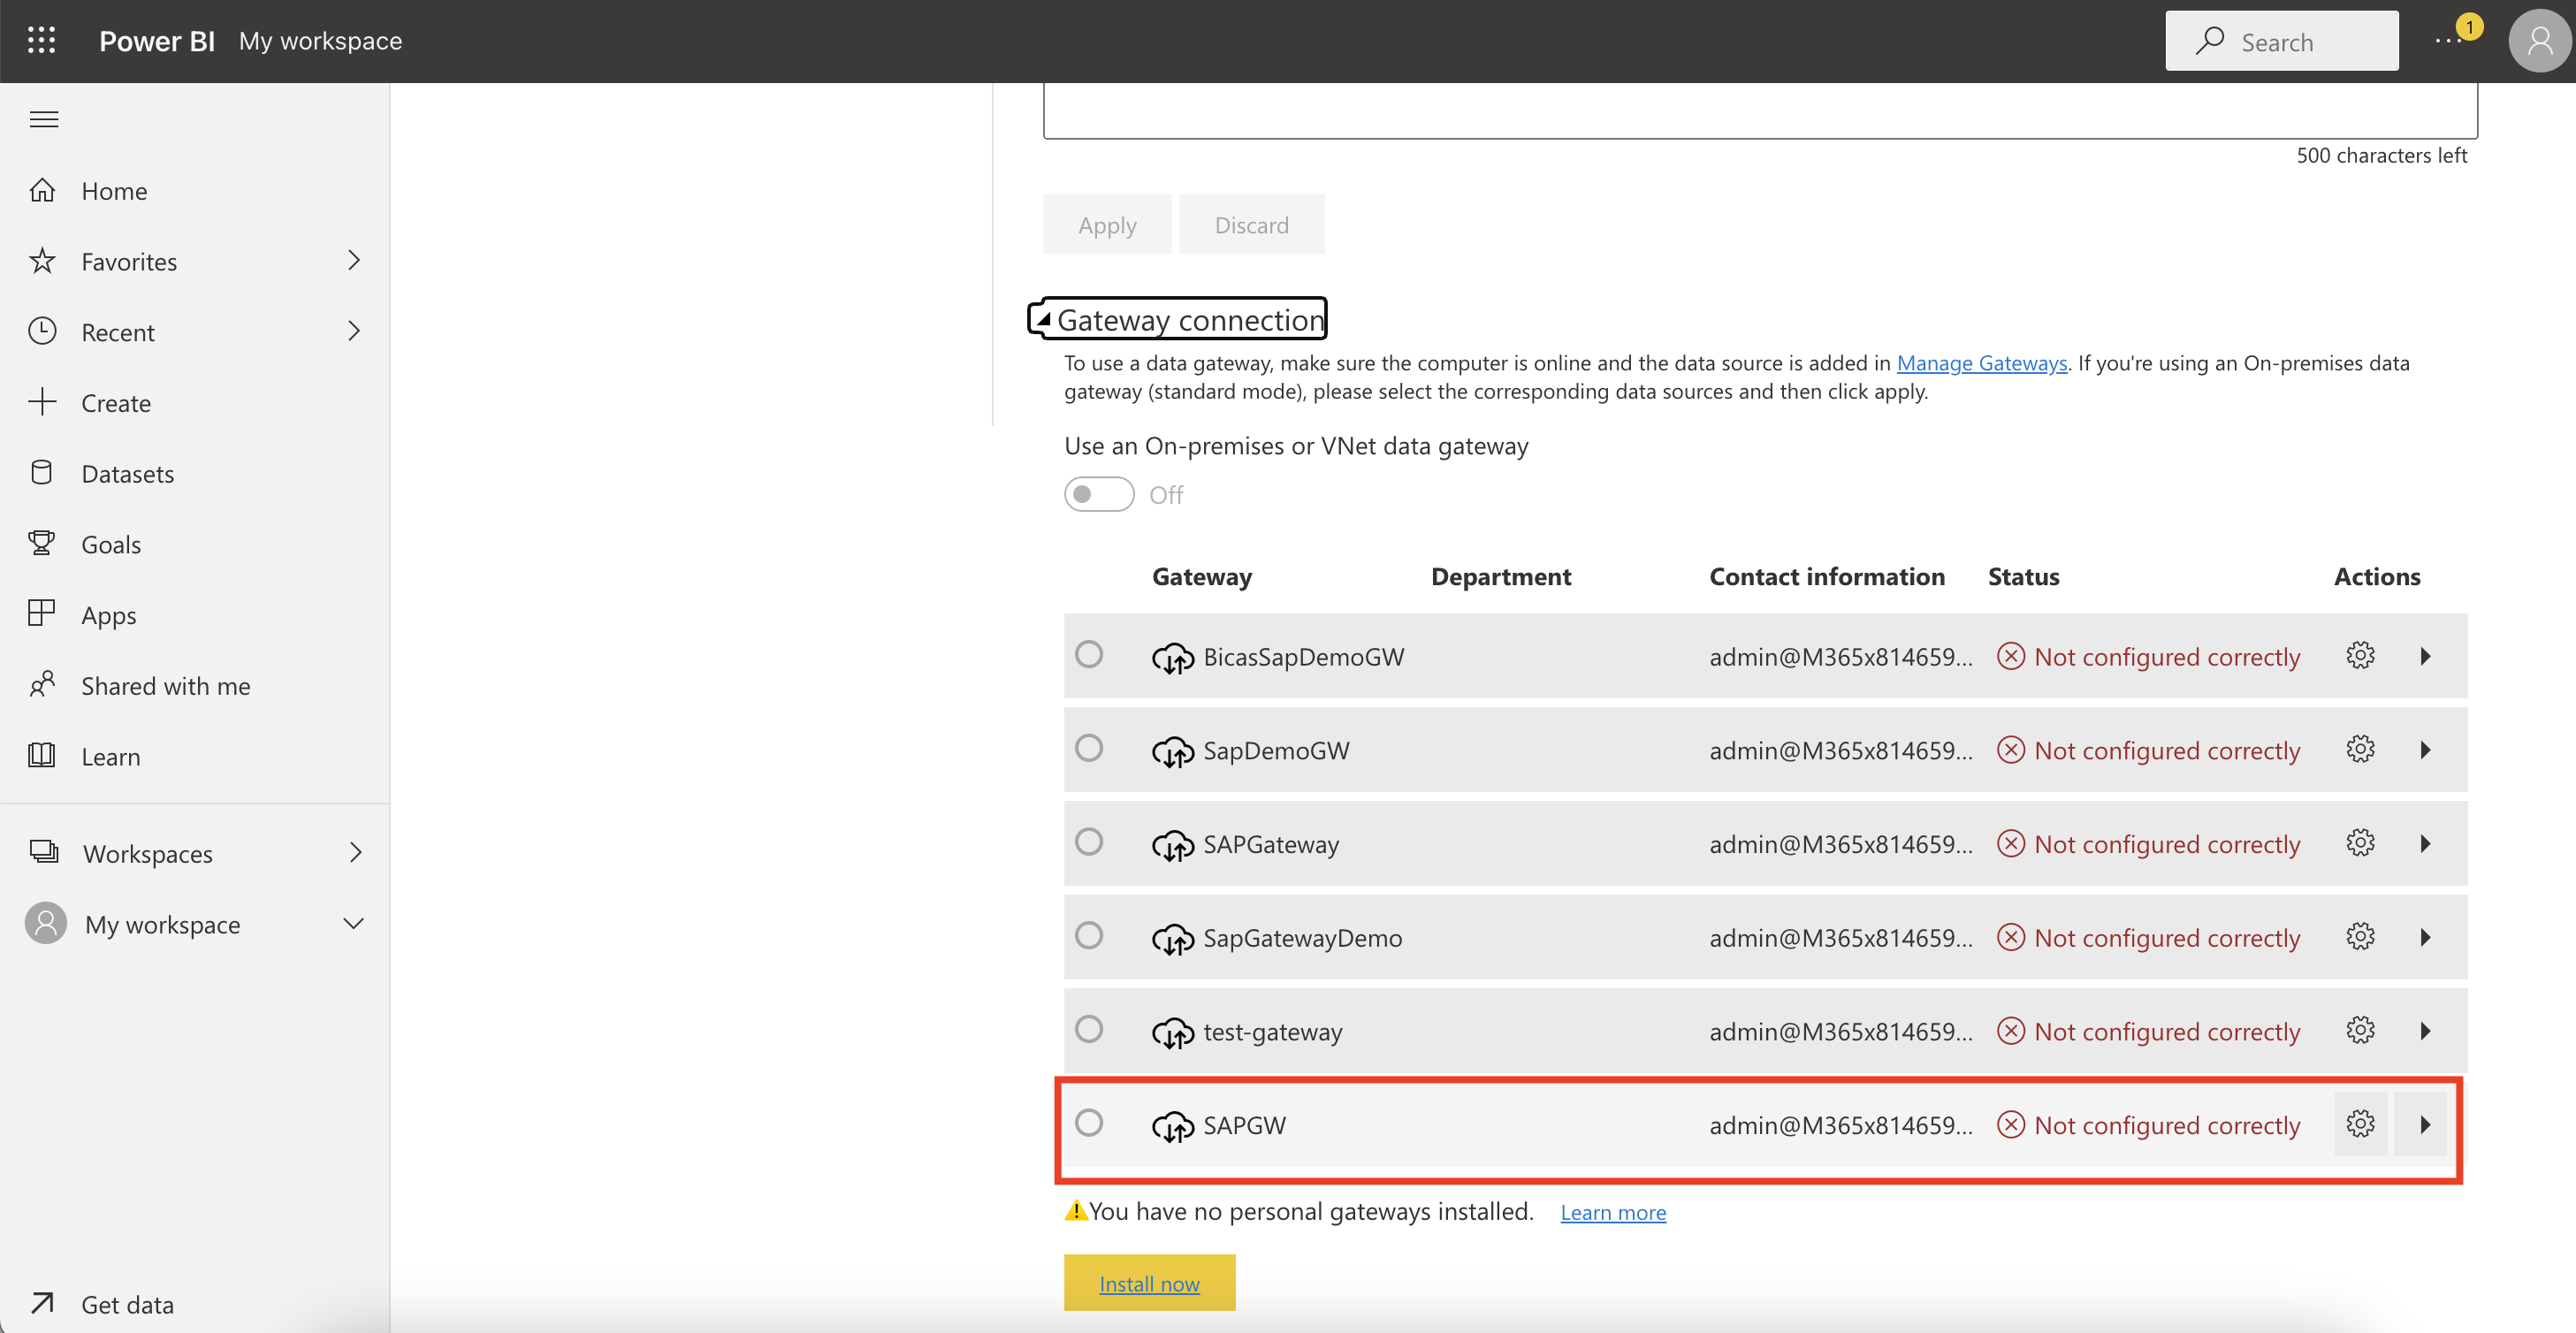 Power BI My workspace
Search
1
500 characters left
Home
Favorites
Recent
Create
Datasets
Goals
Apps
Shared with me
Learn
Workspaces
My workspace
Get data
Apply Discard
Gateway connection
To use a data gateway, make sure the computer is online and the data source is added in Manage Gateways. If you're using an On-premises data
gateway (standard mode), please select the corresponding data sources and then click apply.
Use an On-premises or VNet data gateway
Off
Gateway Department Contact information Status Actions
BicasSapDemoGW admin@M365x814659... Not configured correctly
SapDemoGW admin@M365x814659... Not configured correctly
SAPGateway admin@M365x814659... Not configured correctly
SapGatewayDemo admin@M365x814659... Not configured correctly
test-gateway admin@M365x814659... Not configured correctly
SAPGW admin@M365x814659... Not configured correctly
You have no personal gateways installed. Learn more
Install now